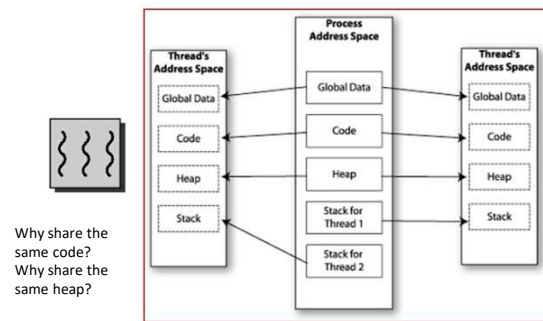 Why share the
same code?
Why share the
same heap?
Thread's
Address Space
Global Data
Code
Heap
Stack
Process
Address Space
Global Data
Code
Heap
Stack for
Thread 1
Stack for
Thread 2
Thread's
Address Space
Global Data
Code
Heap
Stack